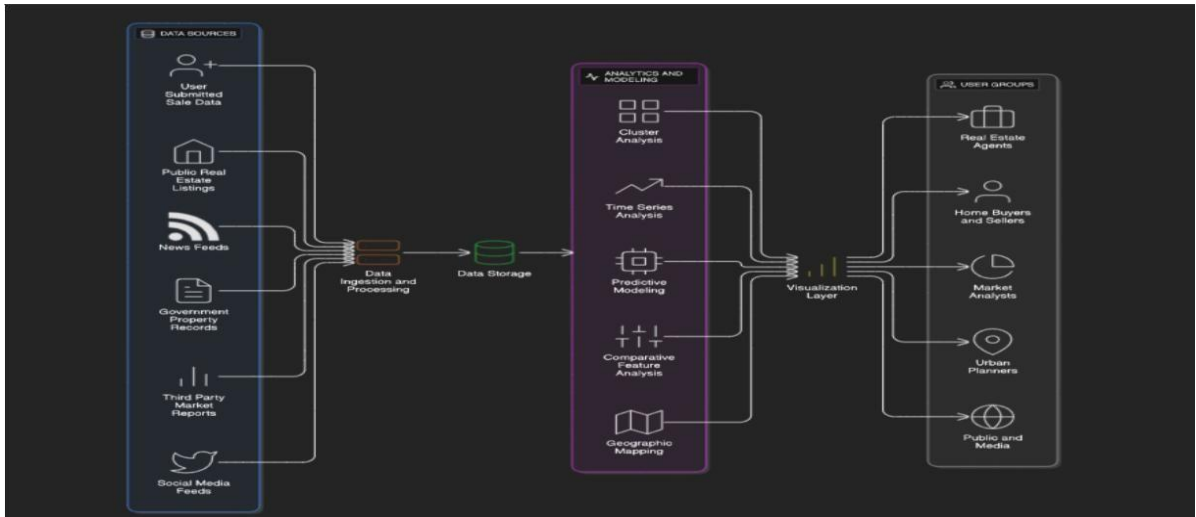 DATA SOURCES
User
Submitted
Sale Data
Public Real
Estate
Listings
News Feeds
Government
Property
Records
Third Party
Market
Reports
Social Media
Feeds
Data
Ingestion and
Processing
Data Storage
ANALYTICS AND
MODELING
Cluster
Analysis
Time Series
Analysis
Predictive
Modeling
Comparative
Feature
Analysis
Geographic
Mapping
Visualization
Layer
USER GROUPS
Real Estate
Agents
Home Buyers
and Sellers
Market
Analysts
Urban
Planners
Public and
Media